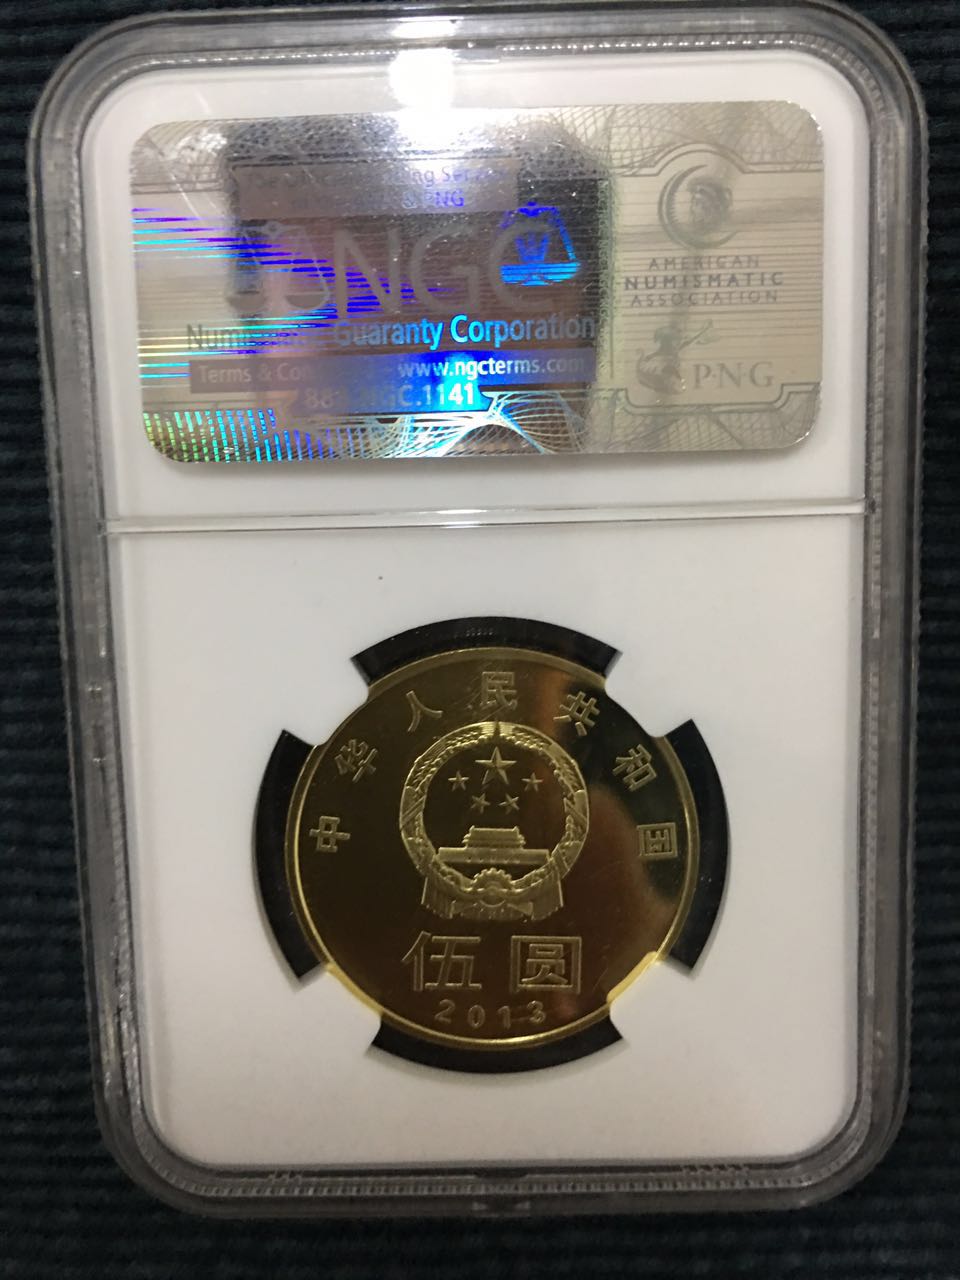 NGC
Guaranty Corporation
www.ngcterms.com
AMERICAN
NUMISMATIC
ASSOCIATION
PNG
中华人民共和国
伍圆
2013